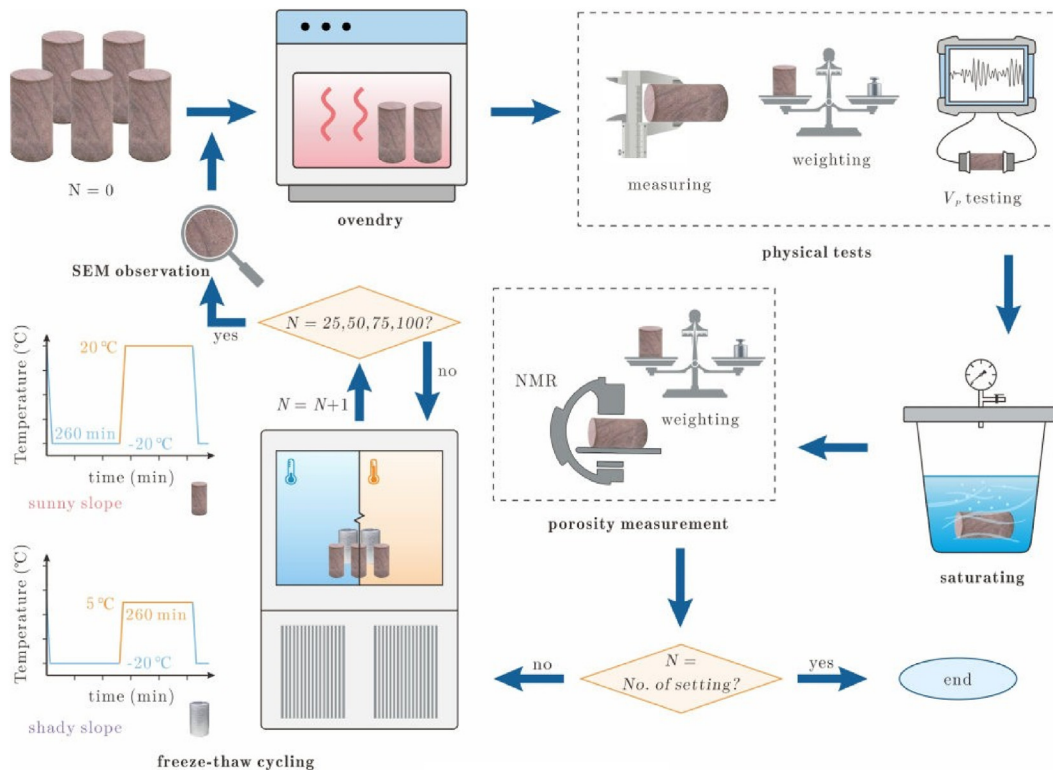 N = 0
ovendry
measuring
weighting
V_p testing
physical tests
SEM observation
yes
N = 25,50,75,100?
no
N = N+1
NMR
weighting
porosity measurement
saturating
Temperature (°C)
20 °C
260 min
-20 °C
time (min)
sunny slope
Temperature (°C)
5 °C
260 min
-20 °C
time (min)
shady slope
freeze-thaw cycling
no
N =
No. of setting?
yes
end